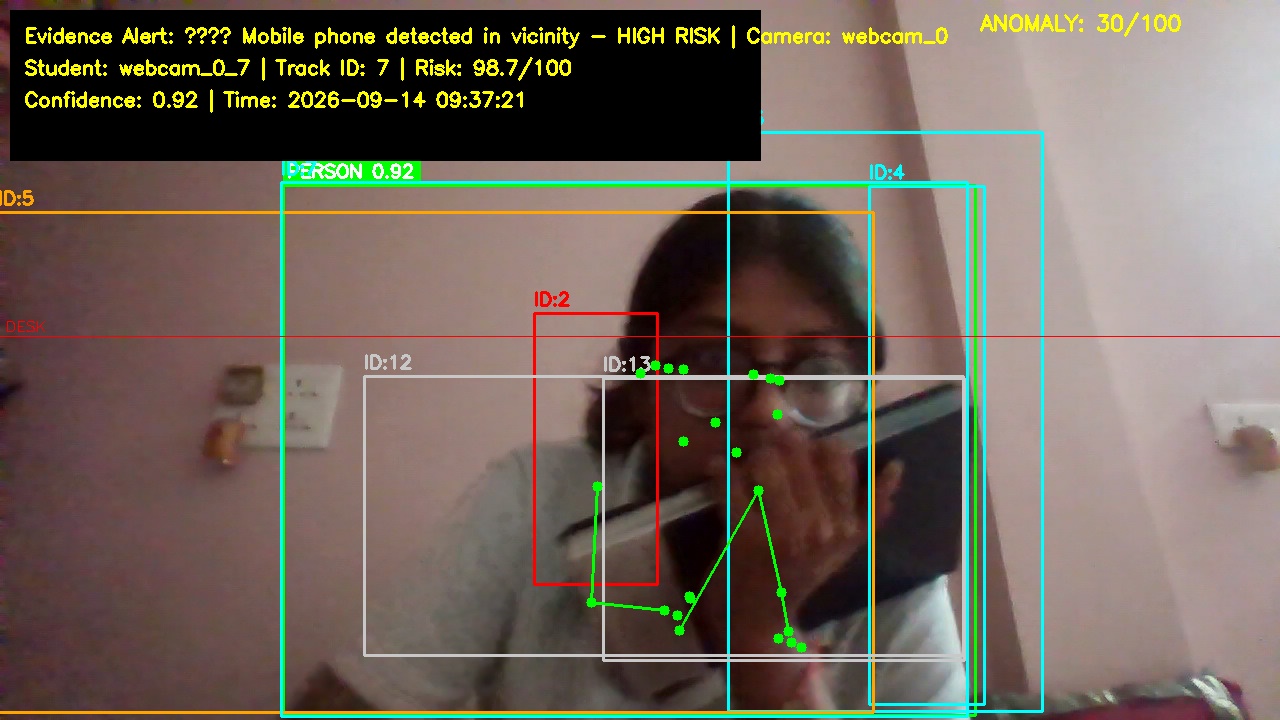 Evidence Alert: ???? Mobile phone detected in vicinity - HIGH RISK | Camera: webcam_0
ANOMALY: 30/100
Student: webcam_0_7 | Track ID: 7 | Risk: 98.7/100
Confidence: 0.92 | Time: 2026-09-14 09:37:21
PERSON 0.92
ID:4
ID:5
ID:2
DESK
ID:12
ID:13